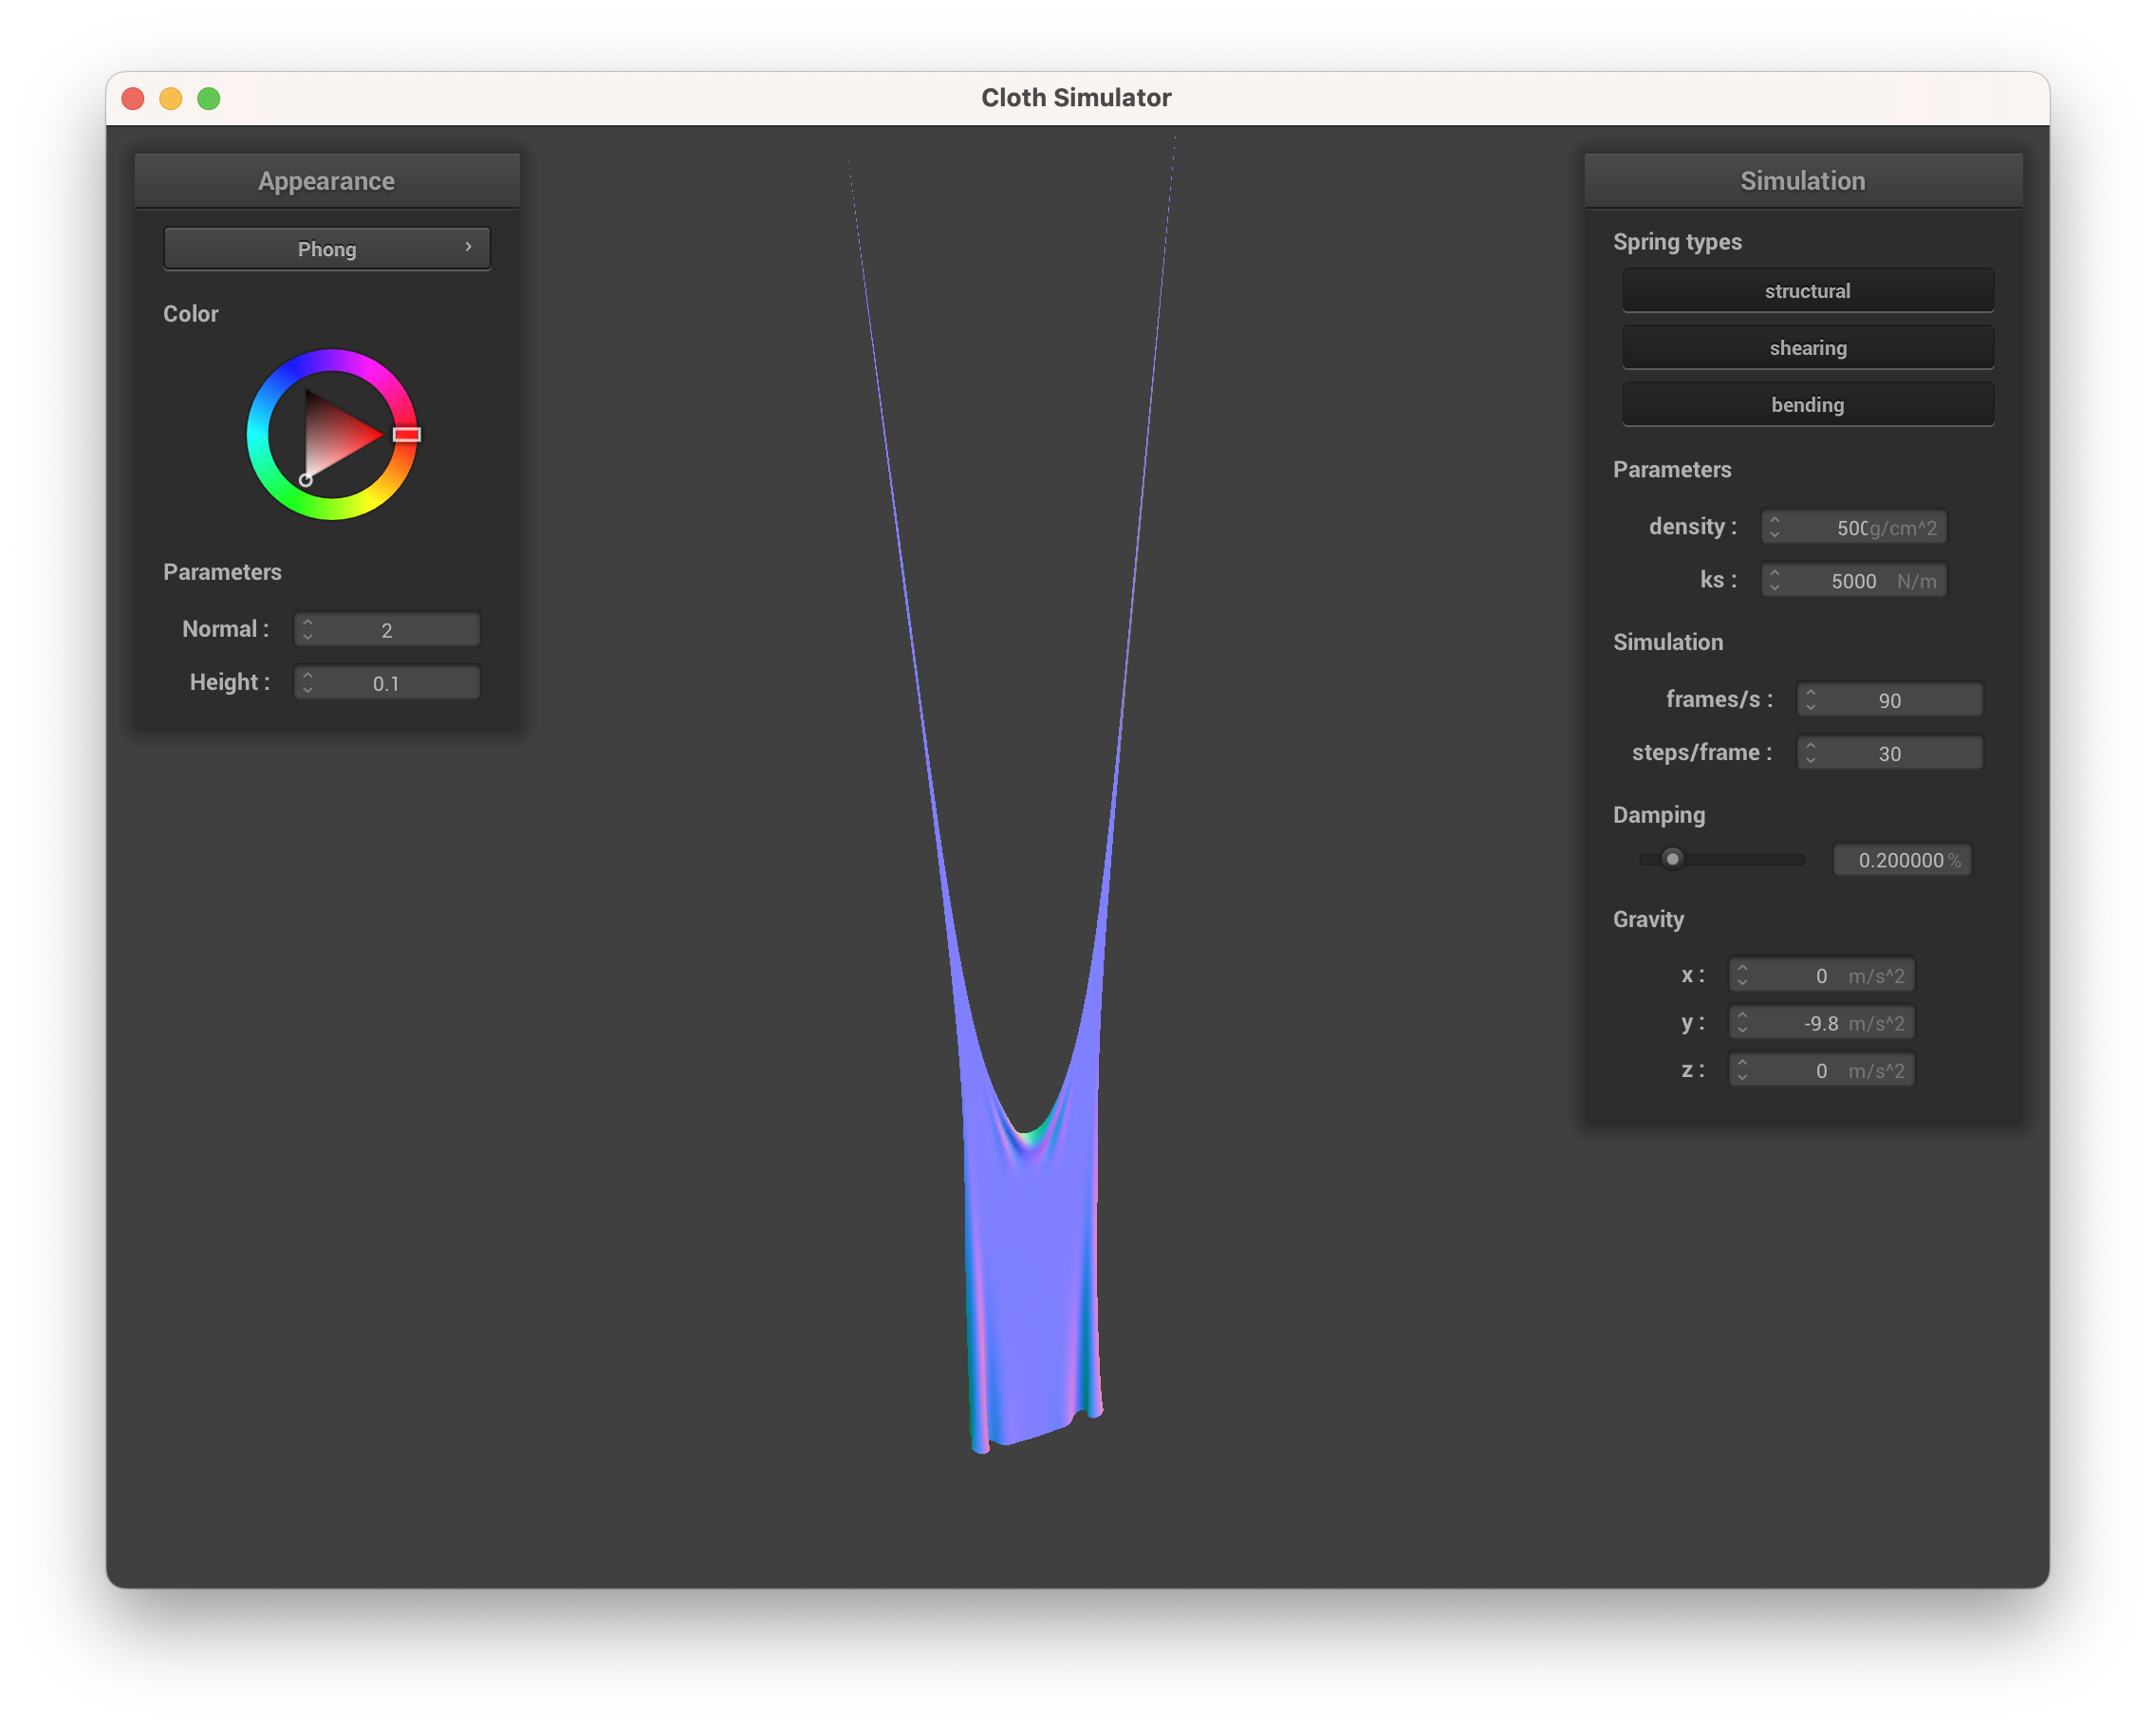 Cloth Simulator
Appearance
Phong
Color
Parameters
Normal : 2
Height : 0.1
Simulation
Spring types
structural
shearing
bending
Parameters
density : 500 g/cm^2
ks : 5000 N/m
Simulation
frames/s : 90
steps/frame : 30
Damping
0.200000 %
Gravity
x : 0 m/s^2
y : -9.8 m/s^2
z : 0 m/s^2